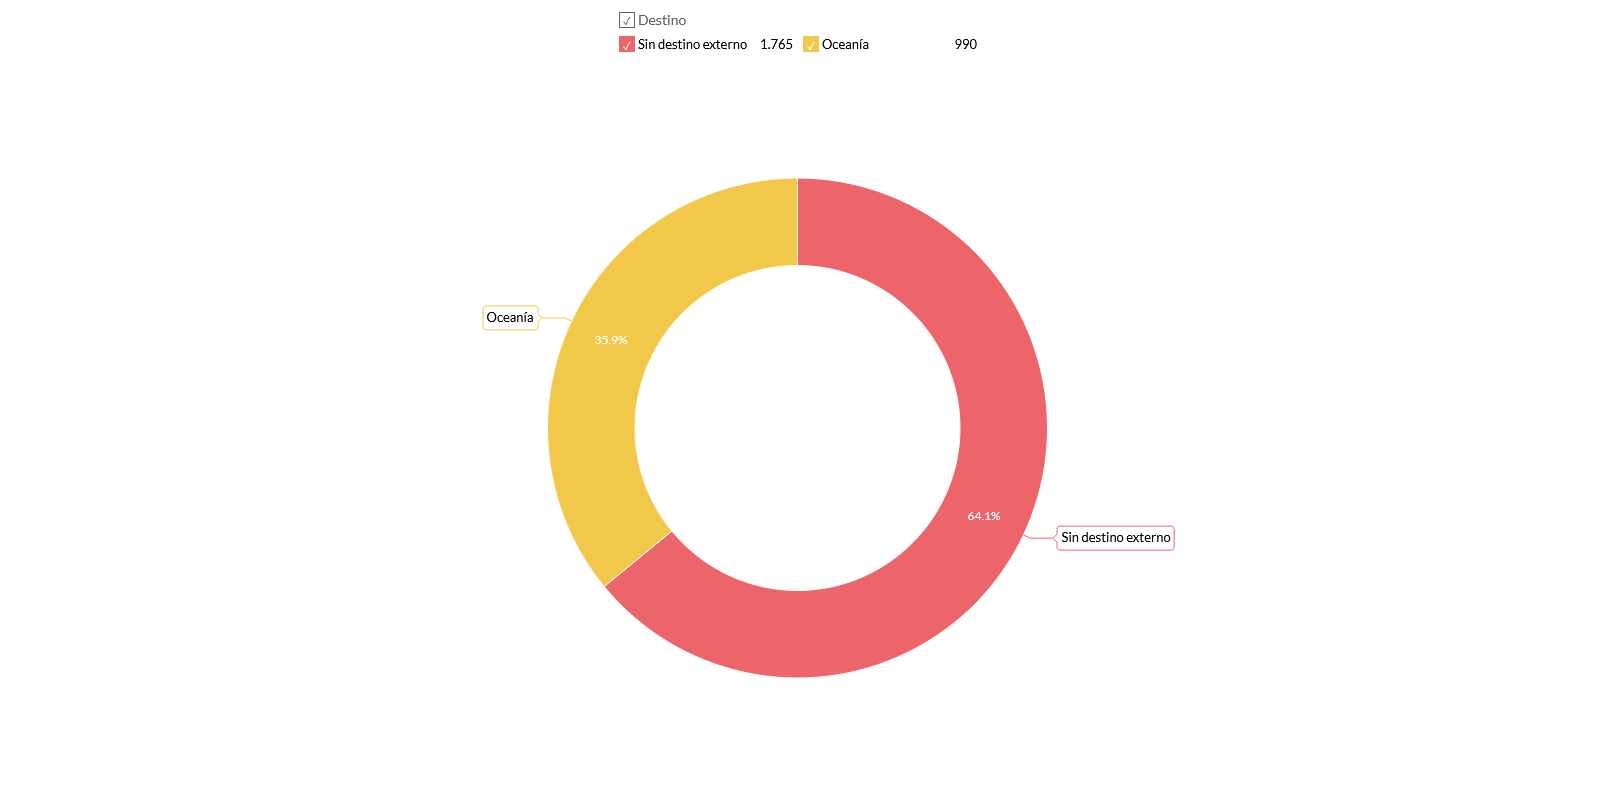 Destino
Sin destino externo 1.765 Oceanía 990
Oceanía
35.9%
64.1%
Sin destino externo